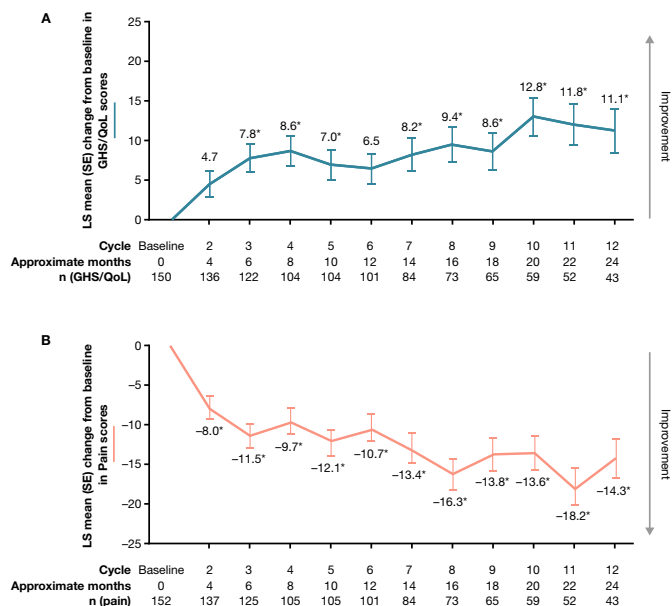 A
LS mean (SE) change from baseline in
GHS/QoL scores
25
20
15
10
5
0
4.7
7.8*
8.6*
7.0*
6.5
8.2*
9.4*
8.6*
12.8*
11.8*
11.1*
Improvement
Cycle Baseline 2 3 4 5 6 7 8 9 10 11 12
Approximate months 0 4 6 8 10 12 14 16 18 20 22 24
n (GHS/QoL) 150 136 122 104 104 101 84 73 65 59 52 43
B
LS mean (SE) change from baseline
in Pain scores
0
−5
−10
−15
−20
−25
−8.0*
−11.5*
−9.7*
−12.1*
−10.7*
−13.4*
−16.3*
−13.8*
−13.6*
−18.2*
−14.3*
Improvement
Cycle Baseline 2 3 4 5 6 7 8 9 10 11 12
Approximate months 0 4 6 8 10 12 14 16 18 20 22 24
n (pain) 152 137 125 105 105 101 84 73 65 59 52 43